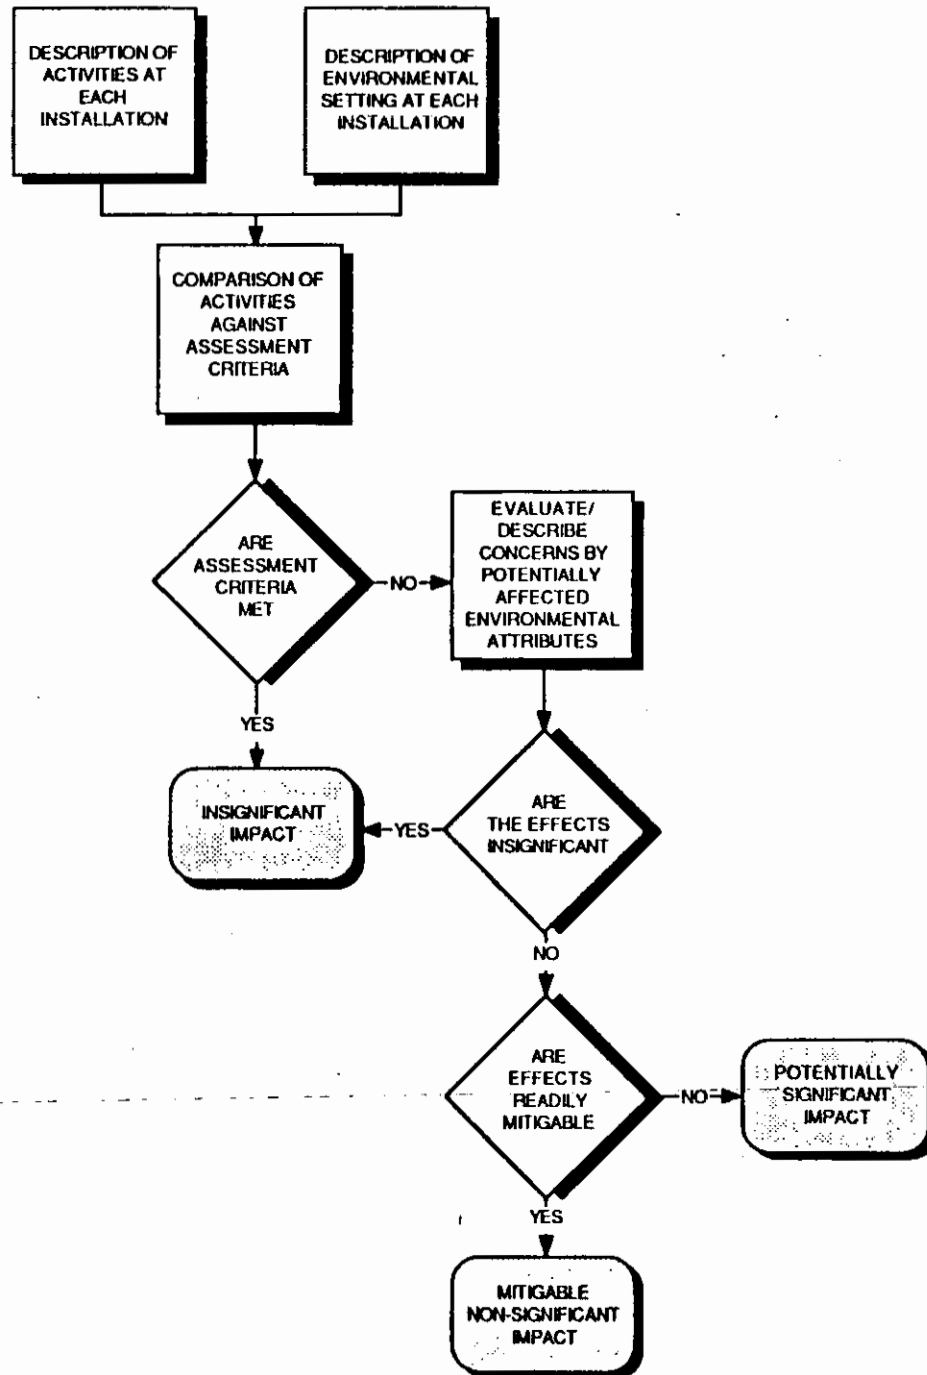 DESCRIPTION OF
ACTIVITIES AT
EACH
INSTALLATION
DESCRIPTION OF
ENVIRONMENTAL
SETTING AT EACH
INSTALLATION
COMPARISON OF
ACTIVITIES
AGAINST
ASSESSMENT
CRITERIA
ARE
ASSESSMENT
CRITERIA
MET
NO
EVALUATE/
DESCRIBE
CONCERNS BY
POTENTIALLY
AFFECTED
ENVIRONMENTAL
ATTRIBUTES
YES
INSIGNIFICANT
IMPACT
YES
ARE
THE EFFECTS
INSIGNIFICANT
NO
ARE
EFFECTS
READILY
MITIGABLE
NO
POTENTIALLY
SIGNIFICANT
IMPACT
YES
MITIGABLE
NON-SIGNIFICANT
IMPACT